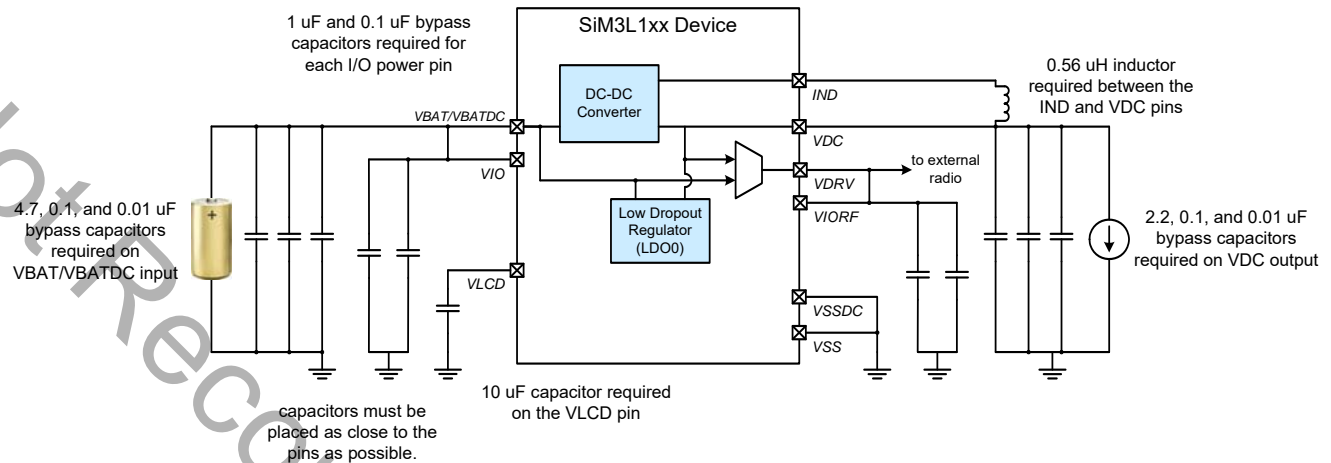 SiM3L1xx Device
1 uF and 0.1 uF bypass
capacitors required for
each I/O power pin
DC-DC
Converter
IND
0.56 uH inductor
required between the
IND and VDC pins
VBAT/VBATDC
VDC
VIO
to external
radio
VDRV
VIORF
Low Dropout
Regulator
(LDO0)
4.7, 0.1, and 0.01 uF
bypass capacitors
required on
VBAT/VBATDC input
+
2.2, 0.1, and 0.01 uF
bypass capacitors
required on VDC output
VLCD
VSSDC
VSS
10 uF capacitor required
on the VLCD pin
capacitors must be
placed as close to the
pins as possible.